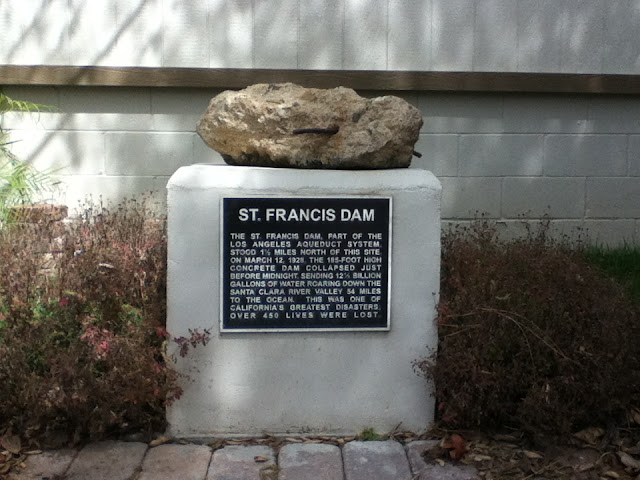 ST. FRANCIS DAM
THE ST. FRANCIS DAM, PART OF THE
LOS ANGELES AQUEDUCT SYSTEM,
STOOD 1½ MILES NORTH OF THIS SITE.
ON MARCH 12, 1928, THE 185-FOOT HIGH
CONCRETE DAM COLLAPSED JUST
BEFORE MIDNIGHT, SENDING 12½ BILLION
GALLONS OF WATER ROARING DOWN THE
SANTA CLARA RIVER VALLEY 54 MILES
TO THE OCEAN. THIS WAS ONE OF
CALIFORNIA'S GREATEST DISASTERS;
OVER 450 LIVES WERE LOST.